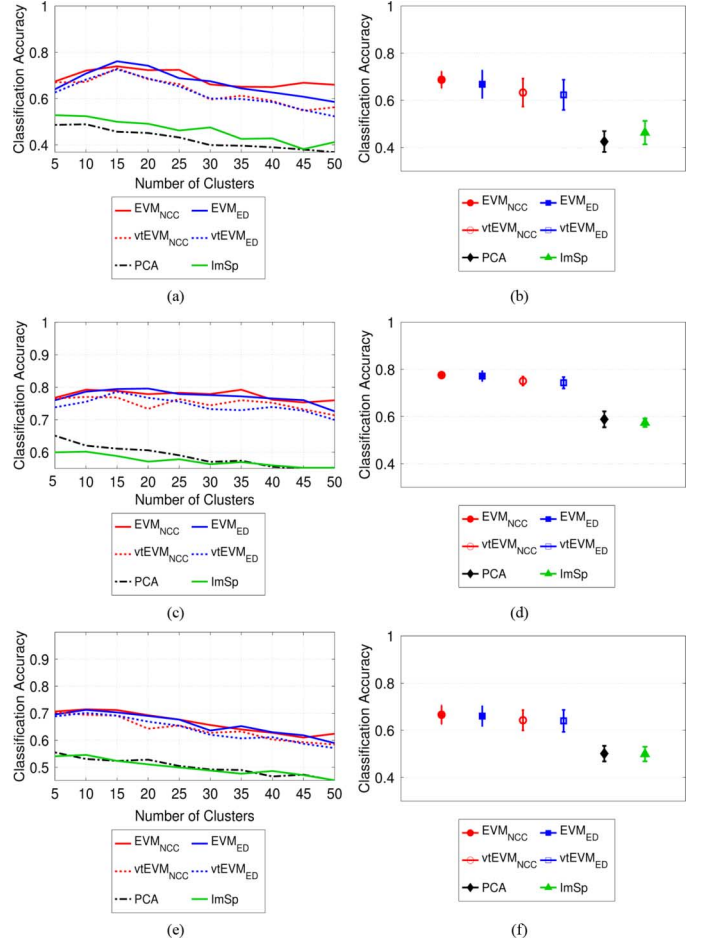 Classification Accuracy
1
0.8
0.6
0.4
5 10 15 20 25 30 35 40 45 50
Number of Clusters
EVM_NCC EVM_ED
vtEVM_NCC vtEVM_ED
PCA ImSp
(a)
Classification Accuracy
1
0.8
0.6
0.4
EVM_NCC EVM_ED
vtEVM_NCC vtEVM_ED
PCA ImSp
(b)
Classification Accuracy
1
0.9
0.8
0.7
0.6
5 10 15 20 25 30 35 40 45 50
Number of Clusters
EVM_NCC EVM_ED
vtEVM_NCC vtEVM_ED
PCA ImSp
(c)
Classification Accuracy
1
0.8
0.6
0.4
EVM_NCC EVM_ED
vtEVM_NCC vtEVM_ED
PCA ImSp
(d)
Classification Accuracy
0.9
0.8
0.7
0.6
0.5
5 10 15 20 25 30 35 40 45 50
Number of Clusters
EVM_NCC EVM_ED
vtEVM_NCC vtEVM_ED
PCA ImSp
(e)
Classification Accuracy
1
0.8
0.6
0.4
EVM_NCC EVM_ED
vtEVM_NCC vtEVM_ED
PCA ImSp
(f)